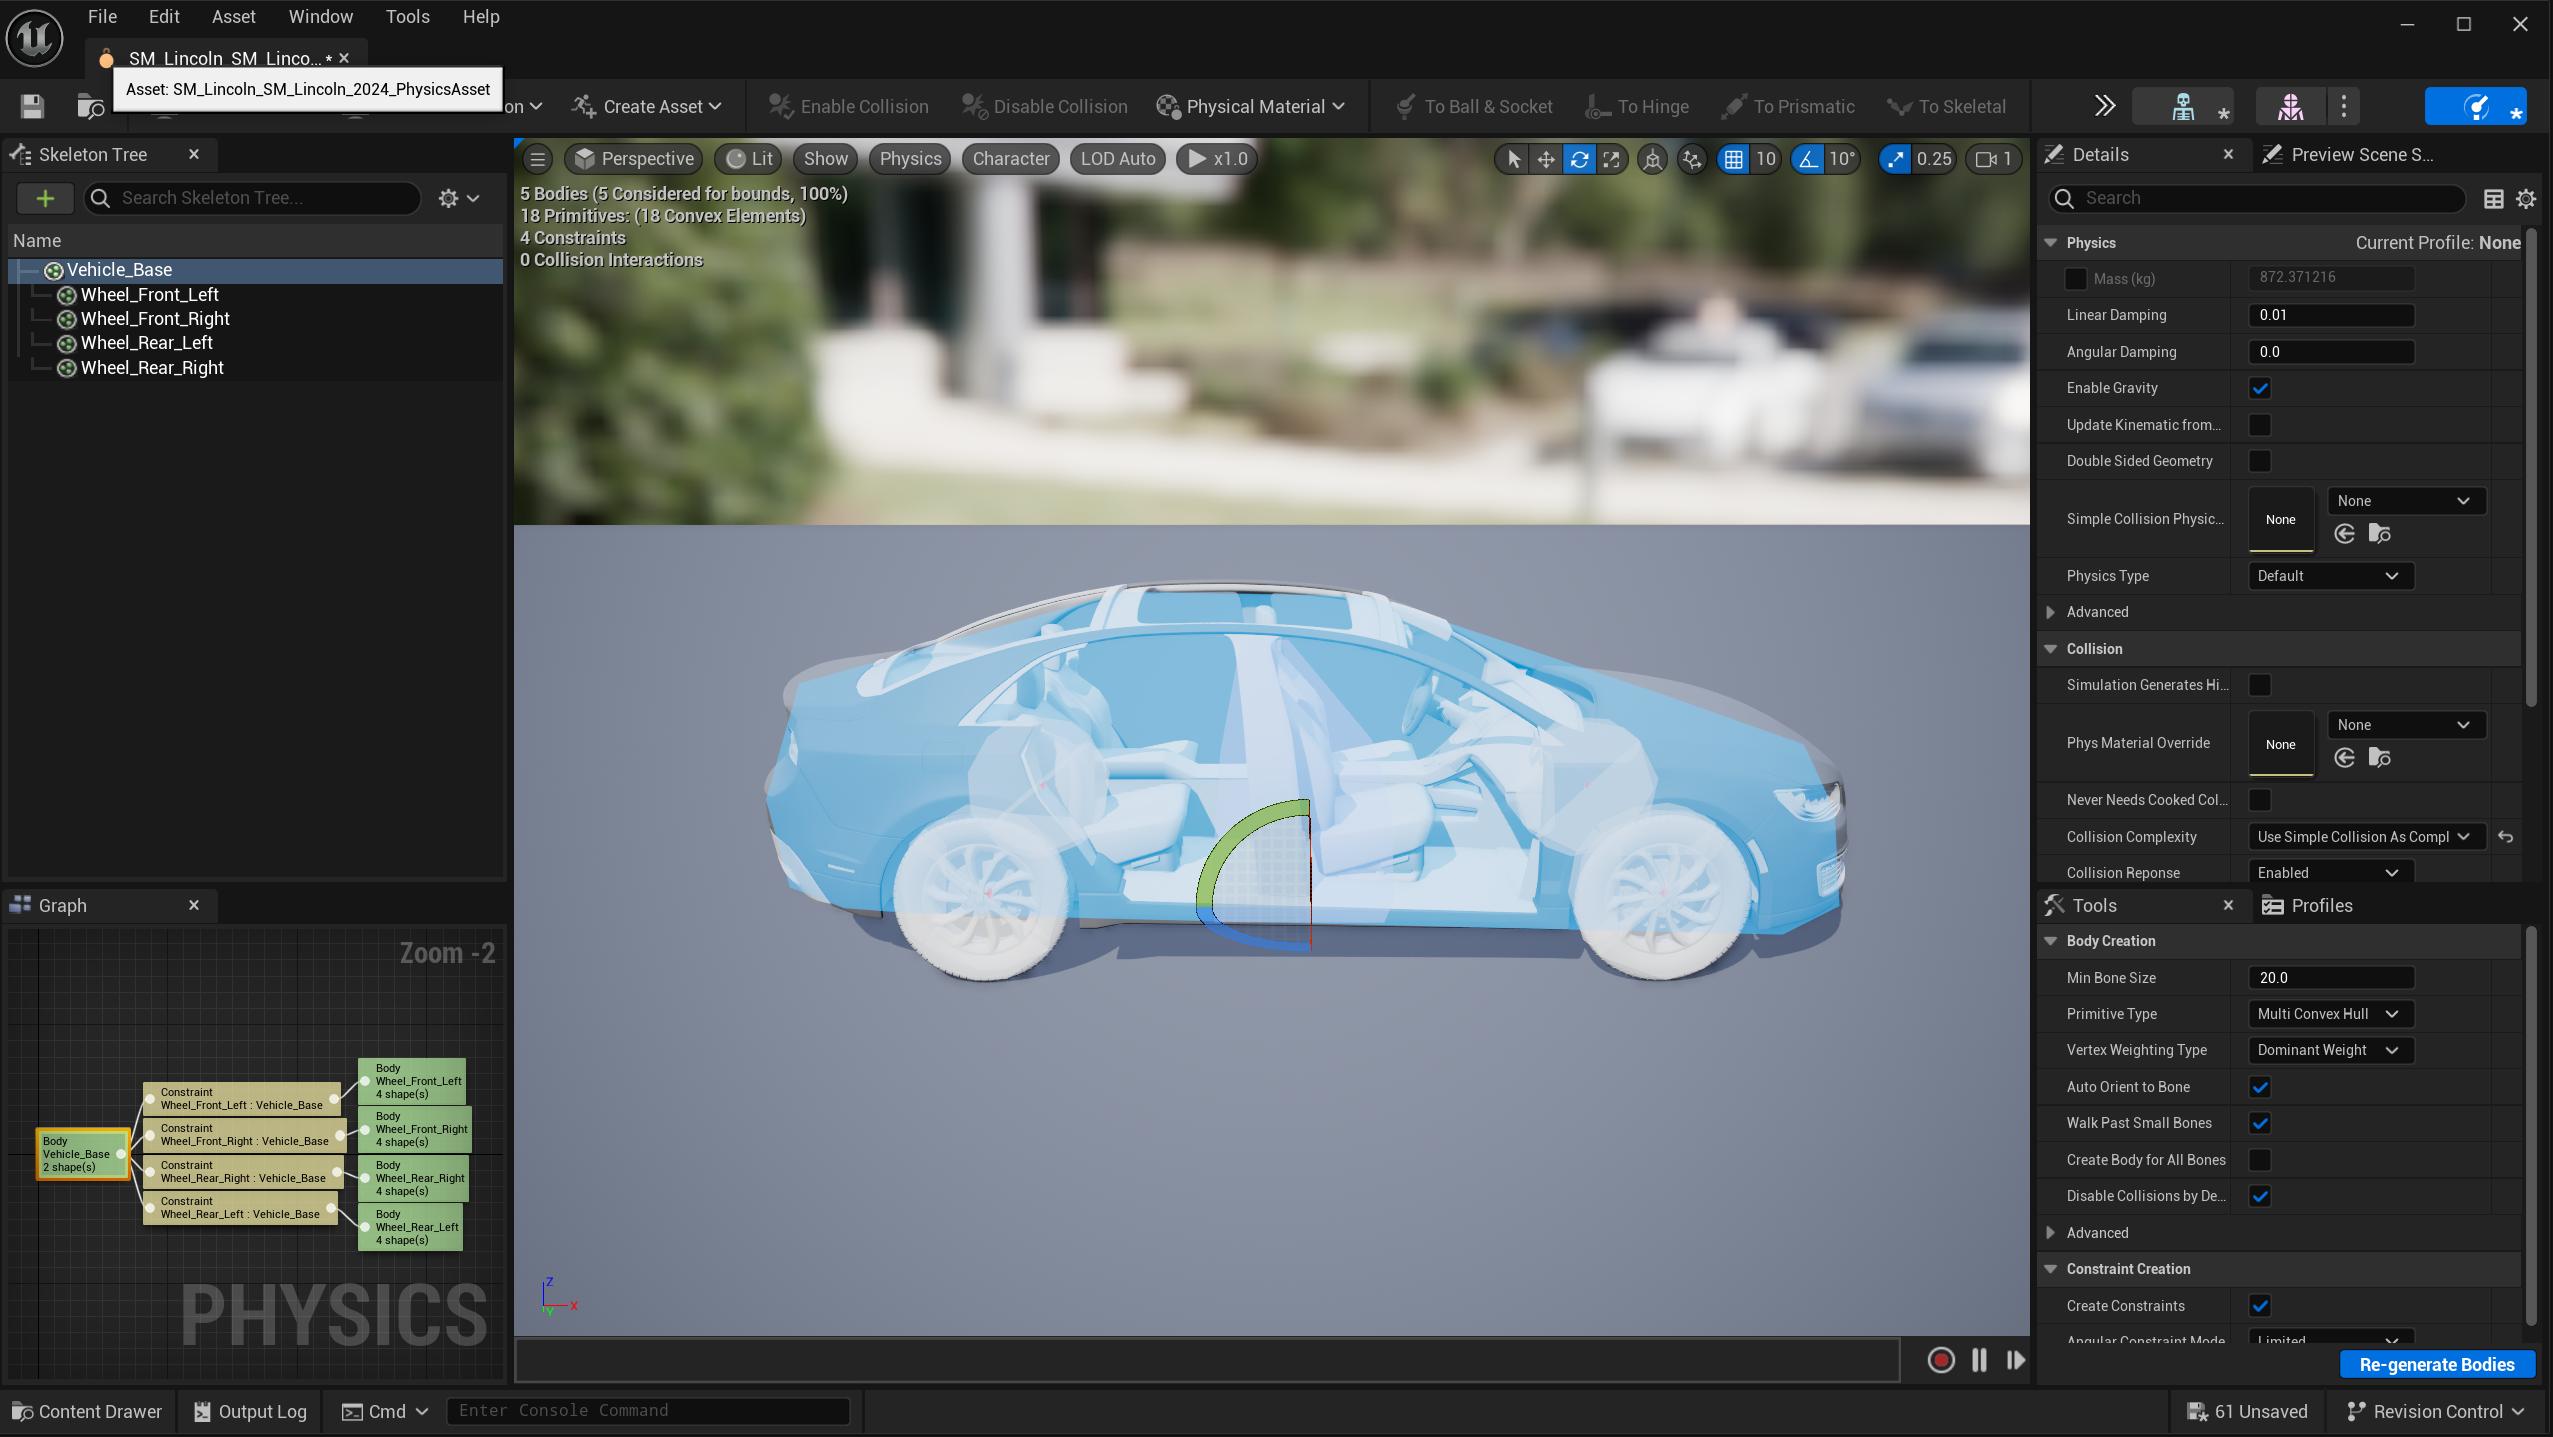 File Edit Asset Window Tools Help
SM_Lincoln_SM_Linco...*
Asset: SM_Lincoln_SM_Lincoln_2024_PhysicsAsset
on Create Asset Enable Collision Disable Collision Physical Material To Ball & Socket To Hinge To Prismatic To Skeletal
Skeleton Tree
Search Skeleton Tree...
Name
Vehicle_Base
Wheel_Front_Left
Wheel_Front_Right
Wheel_Rear_Left
Wheel_Rear_Right
Graph
Zoom -2
Body
Vehicle_Base
2 shape(s)
Constraint
Wheel_Front_Left : Vehicle_Base
Constraint
Wheel_Front_Right : Vehicle_Base
Constraint
Wheel_Rear_Right : Vehicle_Base
Constraint
Wheel_Rear_Left : Vehicle_Base
Body
Wheel_Front_Left
4 shape(s)
Body
Wheel_Front_Right
4 shape(s)
Body
Wheel_Rear_Right
4 shape(s)
Body
Wheel_Rear_Left
4 shape(s)
PHYSICS
Perspective Lit Show Physics Character LOD Auto x1.0 10 10° 0.25 1
5 Bodies (5 Considered for bounds, 100%)
18 Primitives: (18 Convex Elements)
4 Constraints
0 Collision Interactions
Z
X
Y
Details Preview Scene S...
Search
Physics Current Profile: None
Mass (kg) 872.371216
Linear Damping 0.01
Angular Damping 0.0
Enable Gravity
Update Kinematic from...
Double Sided Geometry
Simple Collision Physic... None None
Physics Type Default
Advanced
Collision
Simulation Generates Hi...
Phys Material Override None None
Never Needs Cooked Col...
Collision Complexity Use Simple Collision As Compl
Collision Reponse Enabled
Tools Profiles
Body Creation
Min Bone Size 20.0
Primitive Type Multi Convex Hull
Vertex Weighting Type Dominant Weight
Auto Orient to Bone
Walk Past Small Bones
Create Body for All Bones
Disable Collisions by De...
Advanced
Constraint Creation
Create Constraints
Angular Constraint Mode Limited
Re-generate Bodies
Content Drawer Output Log Cmd Enter Console Command 61 Unsaved Revision Control